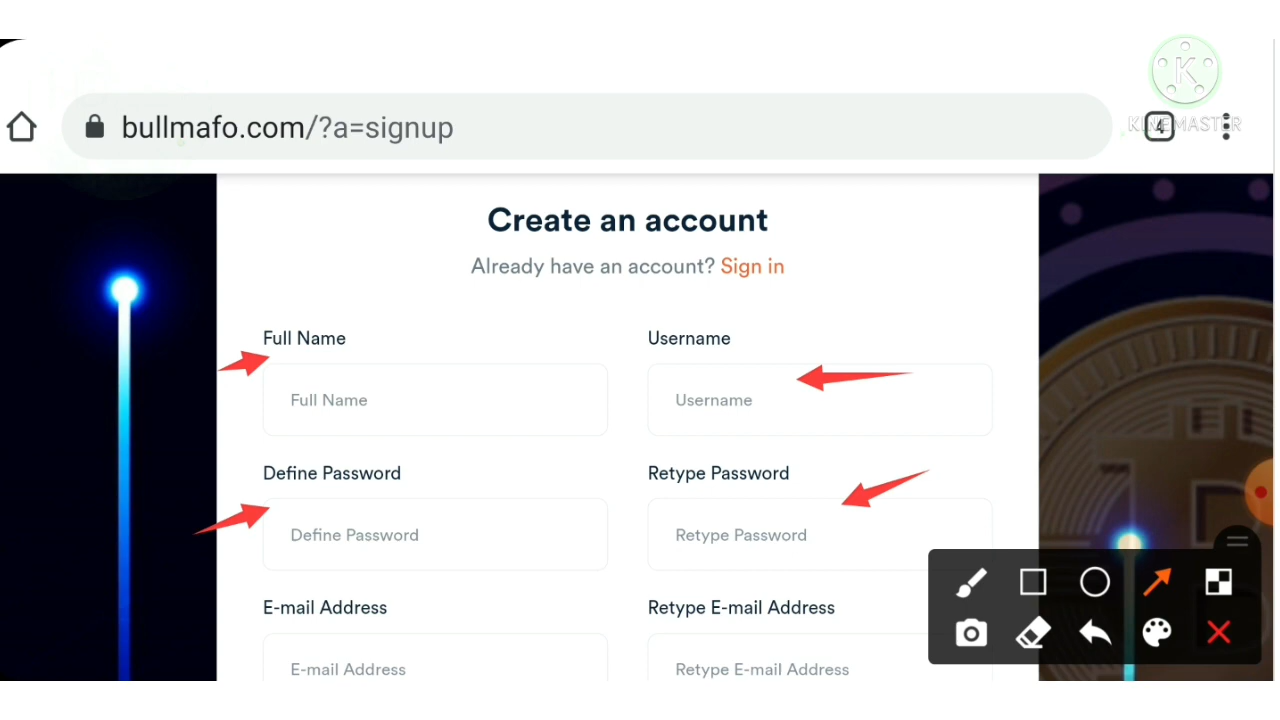 KINEMASTER
bullmafo.com/?a=signup
4
Create an account
Already have an account? Sign in
Full Name
Username
Full Name
Username
Define Password
Retype Password
Define Password
Retype Password
E-mail Address
Retype E-mail Address
E-mail Address
Retype E-mail Address